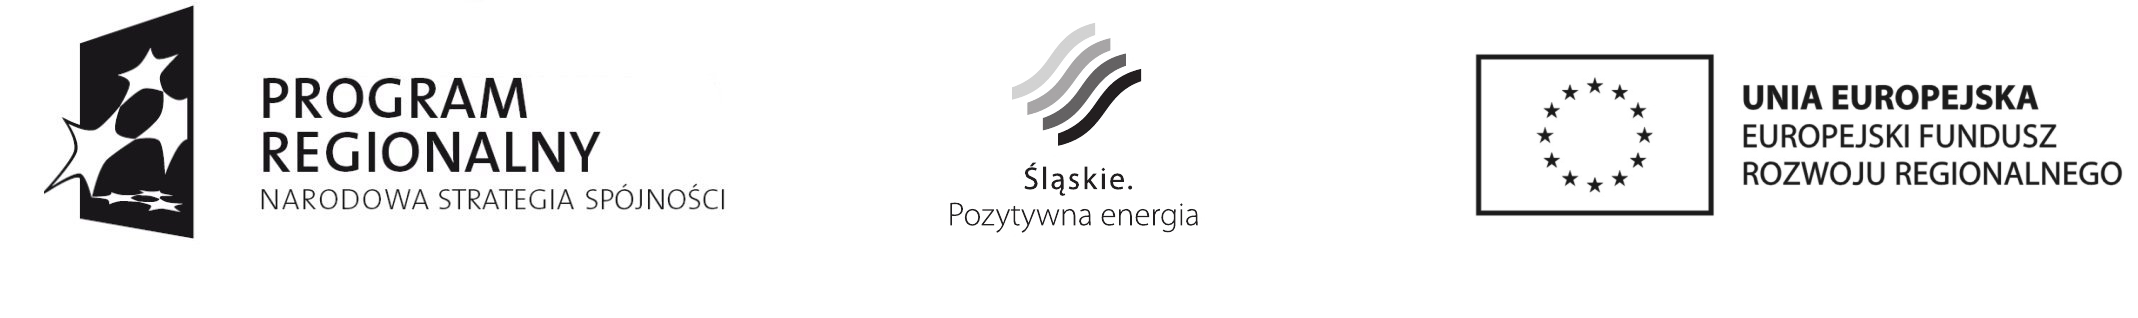 PROGRAM
REGIONALNY
NARODOWA STRATEGIA SPÓJNOŚCI
Śląskie.
Pozytywna energia
UNIA EUROPEJSKA
EUROPEJSKI FUNDUSZ
ROZWOJU REGIONALNEGO